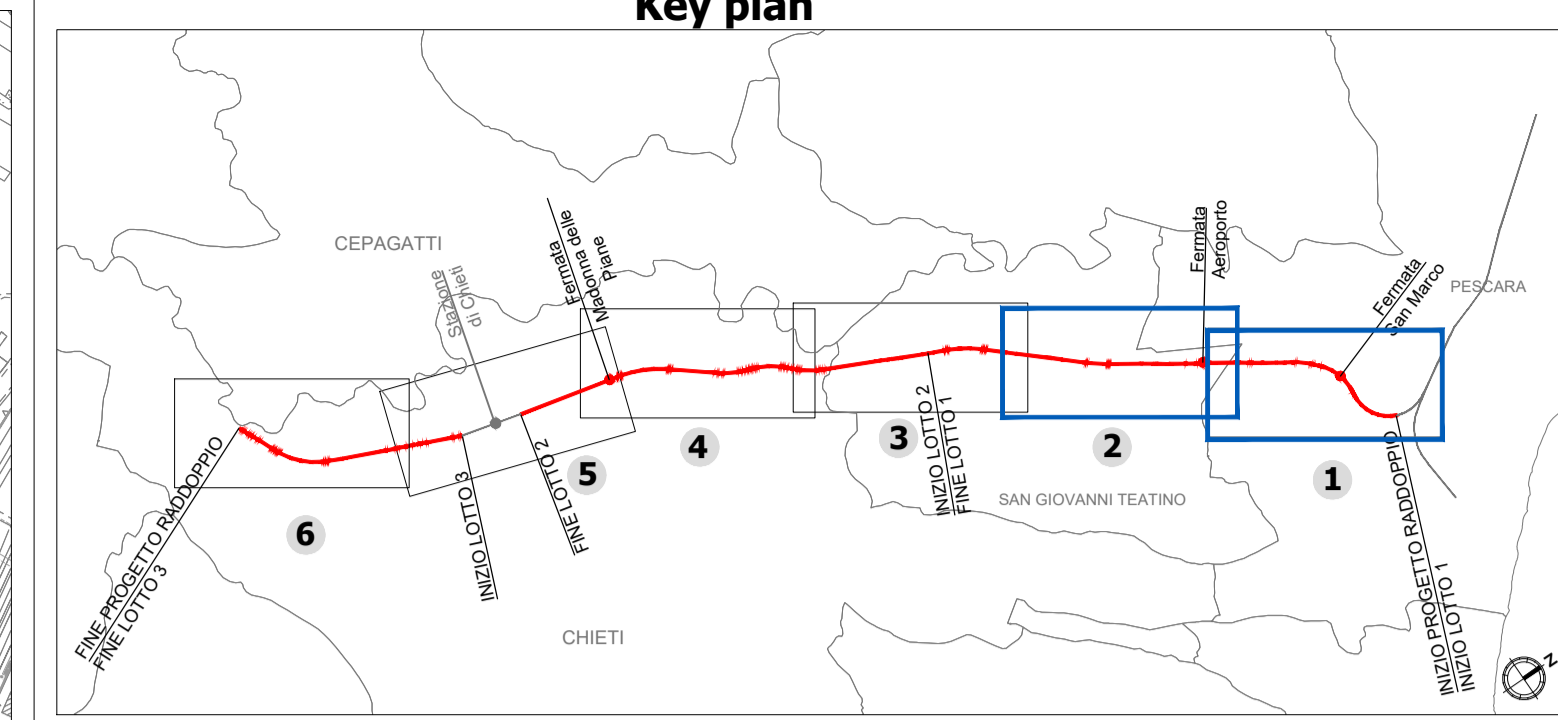 Key plan
CEPAGATTI
Stazione
di Chieti
Fermata
Madonna delle
Piane
Fermata
Aeroporto
Fermata
San Marco
PESCARA
6
5
4
3
2
1
FINE PROGETTO RADDOPPIO
FINE LOTTO 3
INIZIO LOTTO 3
FINE LOTTO 2
INIZIO LOTTO 2
FINE LOTTO 1
SAN GIOVANNI TEATINO
INIZIO PROGETTO RADDOPPIO
INIZIO LOTTO 1
CHIETI
N